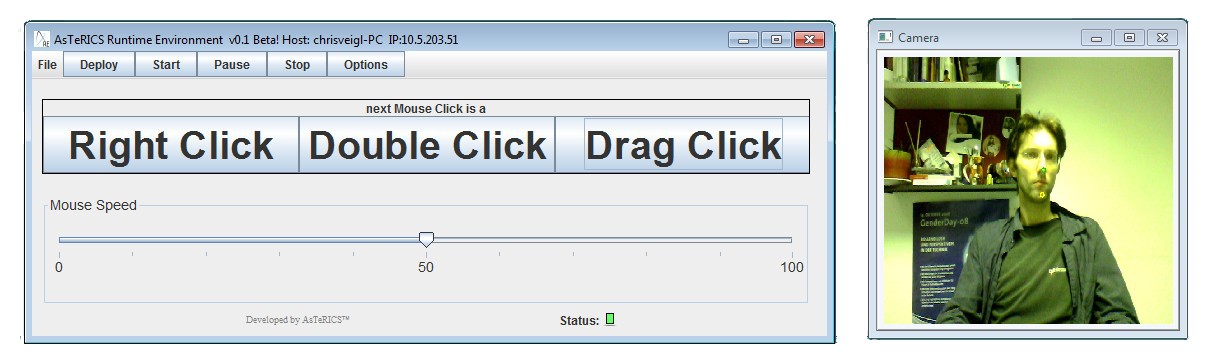 AsTeRICS Runtime Environment v0.1 Beta! Host: chrisveigl-PC IP:10.5.203.51
File Deploy Start Pause Stop Options
next Mouse Click is a
Right Click Double Click Drag Click
Mouse Speed
0 50 100
Developed by AsTeRICS™
Status:
Camera
GenderDay-08